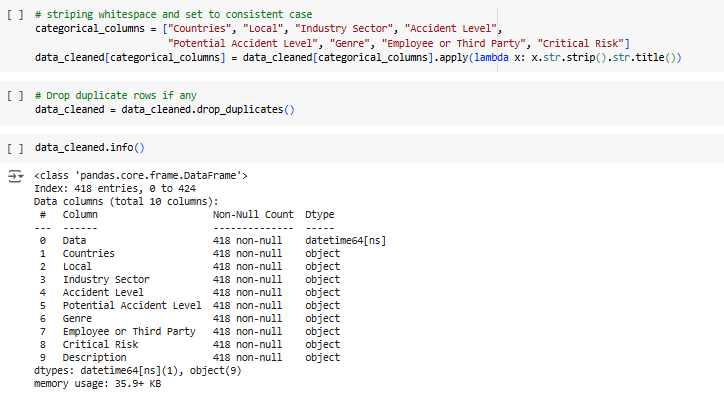 [ ] # striping whitespace and set to consistent case
categorical_columns = ["Countries", "Local", "Industry Sector", "Accident Level",
"Potential Accident Level", "Genre", "Employee or Third Party", "Critical Risk"]
data_cleaned[categorical_columns] = data_cleaned[categorical_columns].apply(lambda x: x.str.strip().str.title())
[ ] # Drop duplicate rows if any
data_cleaned = data_cleaned.drop_duplicates()
[ ] data_cleaned.info()
<class 'pandas.core.frame.DataFrame'>
Index: 418 entries, 0 to 424
Data columns (total 10 columns):
# Column Non-Null Count Dtype
--- ------ -------------- -----
0 Data 418 non-null datetime64[ns]
1 Countries 418 non-null object
2 Local 418 non-null object
3 Industry Sector 418 non-null object
4 Accident Level 418 non-null object
5 Potential Accident Level 418 non-null object
6 Genre 418 non-null object
7 Employee or Third Party 418 non-null object
8 Critical Risk 418 non-null object
9 Description 418 non-null object
dtypes: datetime64[ns](1), object(9)
memory usage: 35.9+ KB